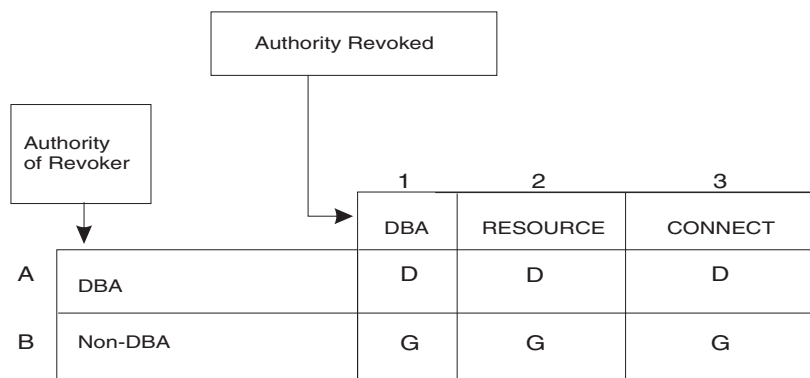 Authority Revoked
Authority
of Revoker
1 2 3
DBA RESOURCE CONNECT
A DBA D D D
B Non-DBA G G G